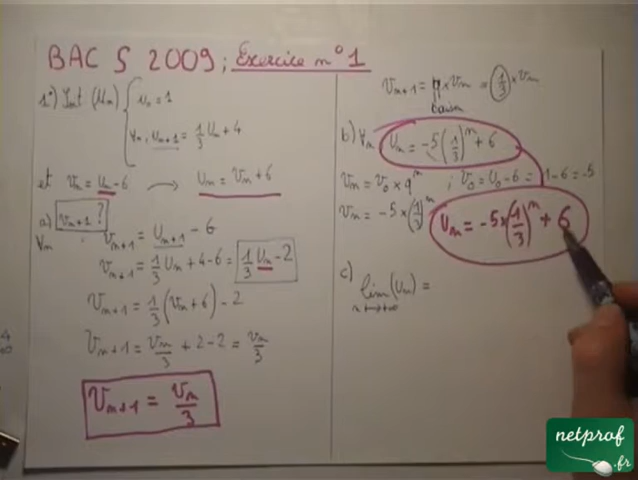 BAC S 2009 ; Exercice n°1
1°) Soit (Un) { un = 1
∀n, Un+1 = 1/3 Un + 4
et Vn = Un - 6 → Un = Vn + 6
a) Vn+1 ?
∀n ; Vn+1 = Un+1 - 6
Vn+1 = 1/3 Un + 4 - 6 = 1/3 Un - 2
Vn+1 = 1/3 (Vn + 6) - 2
Vn+1 = Vn/3 + 2 - 2 = Vn/3
Vn+1 = Vn/3
Vn+1 = q × Vn = (1/3) × Vn
raison
b) ∀n Un = -5 (1/3)^n + 6
Vn = V0 × q^n ; V0 = U0 - 6 = 1 - 6 = -5
Vn = -5 × (1/3)^n
Un = -5 × (1/3)^n + 6
c) lim (Un) =
n → +∞
netprof
.fr